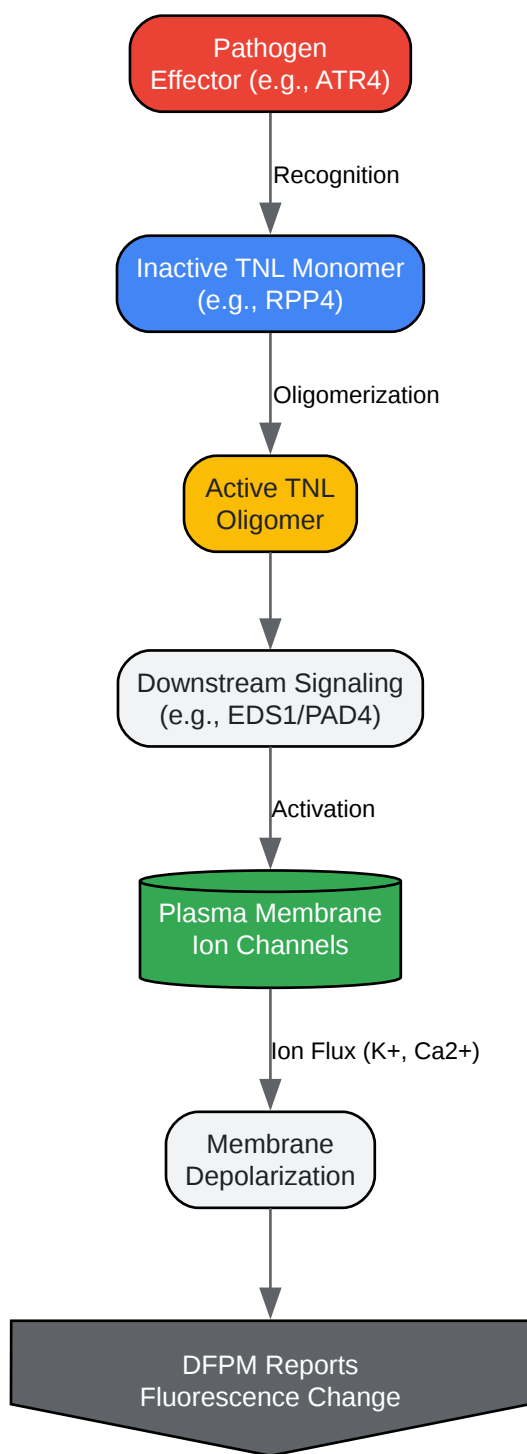 Pathogen
Effector (e.g., ATR4)
Recognition
Inactive TNL Monomer
(e.g., RPP4)
Oligomerization
Active TNL
Oligomer
Downstream Signaling
(e.g., EDS1/PAD4)
Activation
Plasma Membrane
Ion Channels
Ion Flux (K+, Ca2+)
Membrane
Depolarization
DFPM Reports
Fluorescence Change